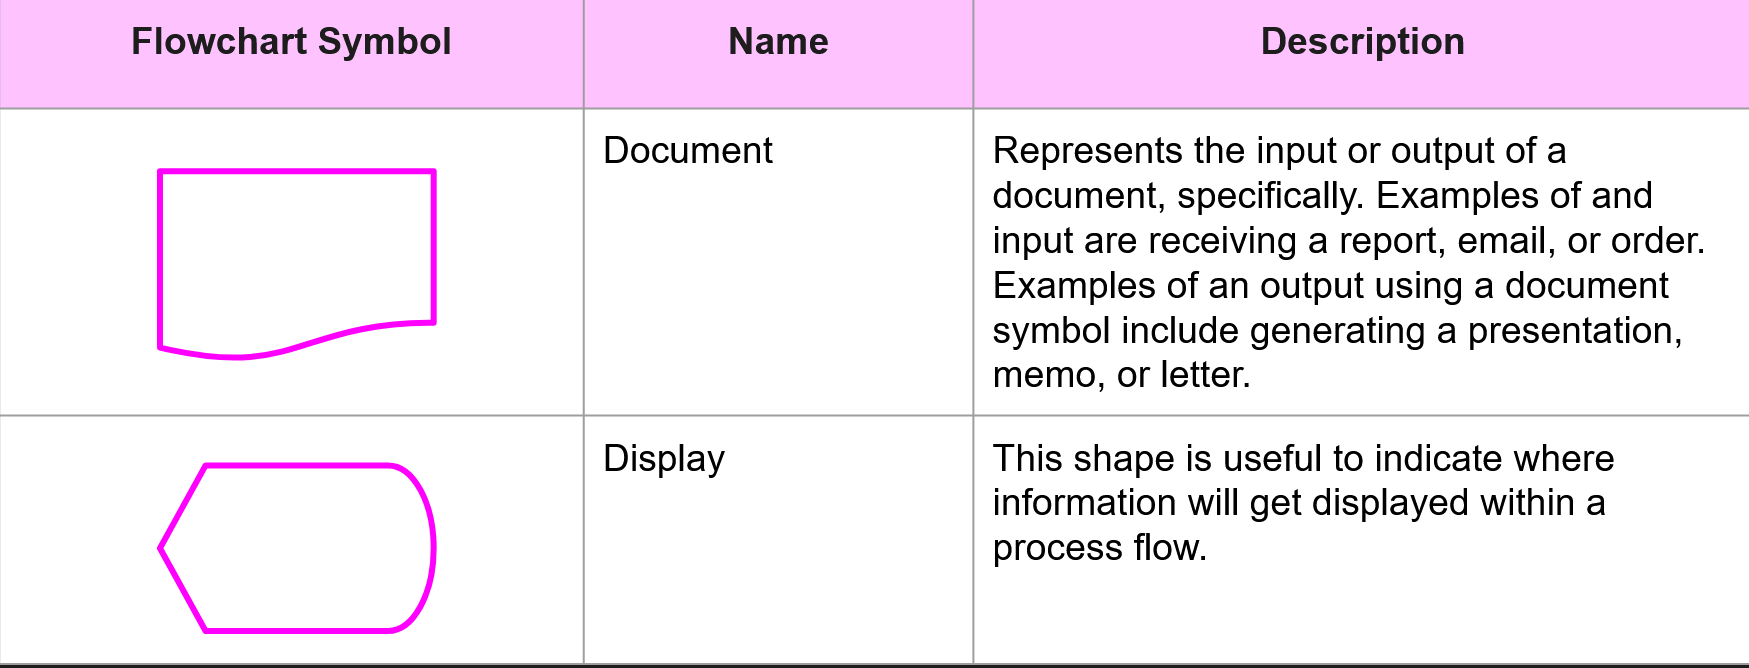 Flowchart Symbol Name Description
Document
Represents the input or output of a
document, specifically. Examples of and
input are receiving a report, email, or order.
Examples of an output using a document
symbol include generating a presentation,
memo, or letter.
Display
This shape is useful to indicate where
information will get displayed within a
process flow.